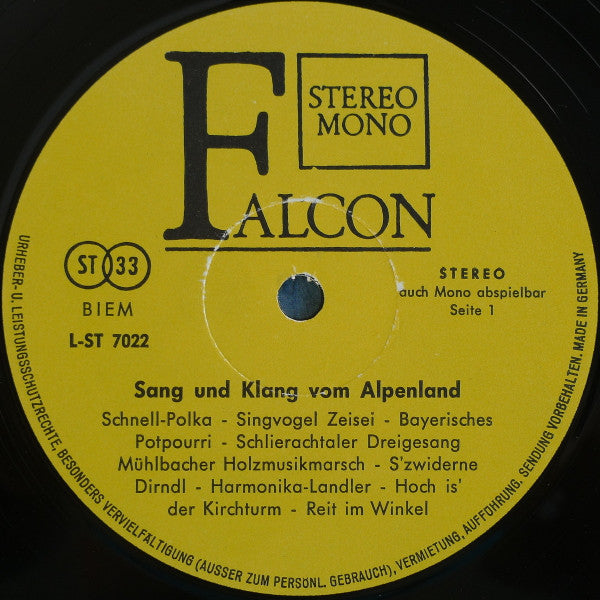 FALCON
STEREO
MONO
ST 33
BIEM
L-ST 7022
STEREO
auch Mono abspielbar
Seite 1
Sang und Klang vom Alpenland
Schnell-Polka - Singvogel Zeisei - Bayerisches
Potpourri - Schlierachtaler Dreigesang
Mühlbacher Holzmusikmarsch - S'zwiderne
Dirndl - Harmonika-Landler - Hoch is'
der Kirchturm - Reit im Winkel
URHEBER- U. LEISTUNGSSCHUTZRECHTE, BESONDERS VERVIELFÄLTIGUNG (AUSSER ZUM PERSÖNL. GEBRAUCH), VERMIETUNG, AUFFÜHRUNG, SENDUNG VORBEHALTEN. MADE IN GERMANY